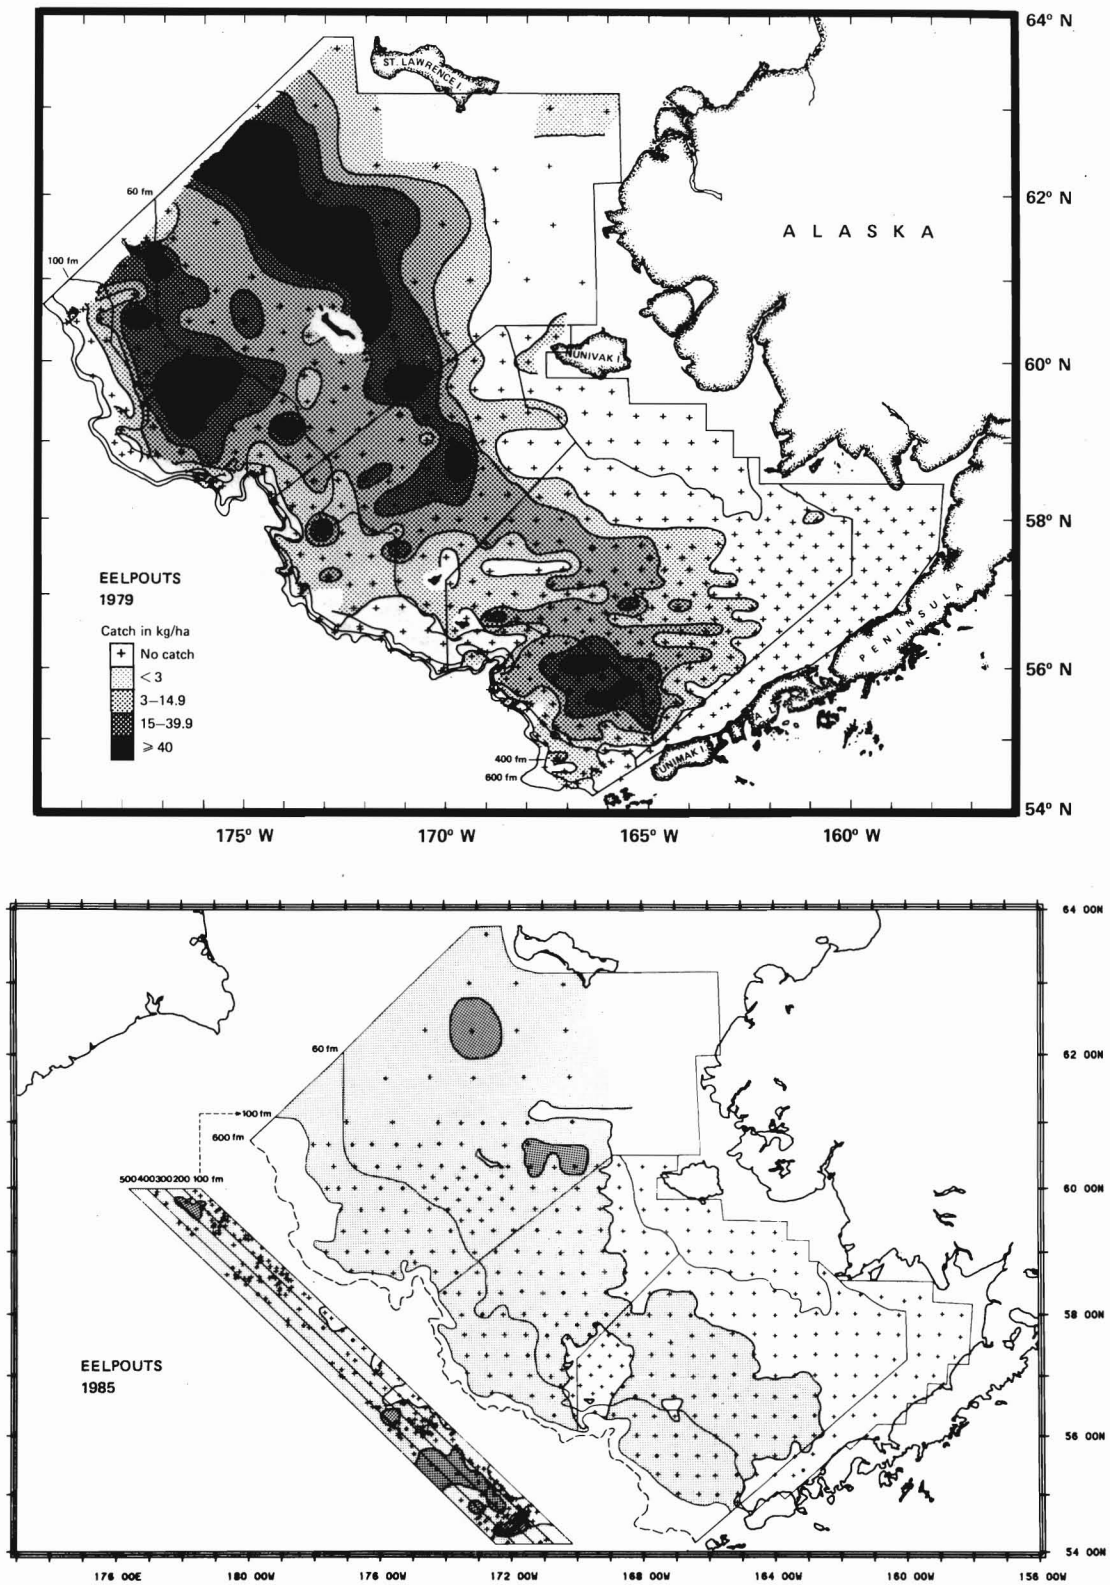 64° N
ST. LAWRENCE I.
60 fm
62° N
ALASKA
100 fm
NUNIVAK I.
60° N
58° N
EELPOUTS
1979
Catch in kg/ha
+ No catch
< 3
3–14.9
15–39.9
⩾ 40
PENINSULA
56° N
UNIMAK I.
400 fm
600 fm
54° N
175° W
170° W
165° W
160° W
64 00N
60 fm
62 00N
100 fm
600 fm
500 400 300 200 100 fm
60 00N
58 00N
EELPOUTS
1985
56 00N
54 00N
176 00E
180 00W
176 00W
172 00W
168 00W
164 00W
160 00W
156 00W